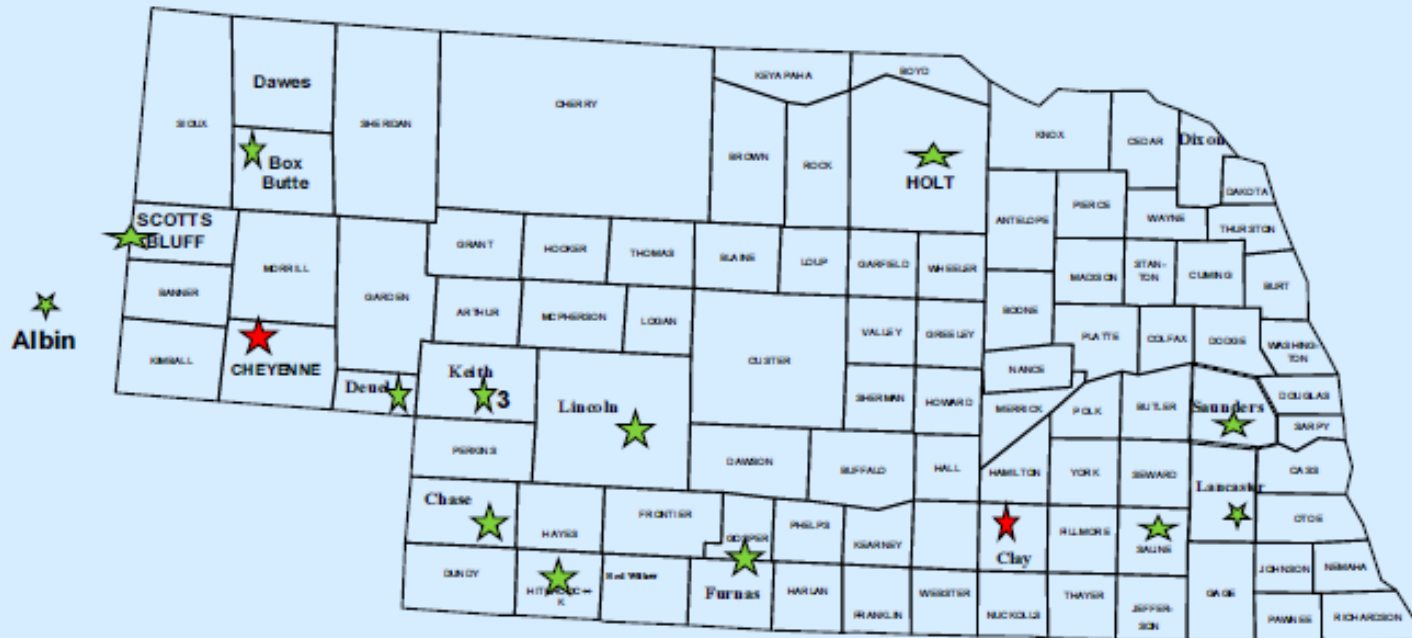 Dawes
CHERRY
KEYAPAHA
BOYD
SIOUX
SHERIDAN
KNOX
CEDAR
Dixon
BROWN
ROCK
Box
Butte
HOLT
DAKOTA
SCOTTS
BLUFF
ANTELOPE
PIERCE
WAYNE
THURSTON
GRANT
HOOKER
THOMAS
BLAINE
LOUP
GARFIELD
WHEELER
MORRILL
MADISON
STAN-
TON
CUMING
BURT
BANNER
GARDEN
ARTHUR
MCPHERSON
LOGAN
BOONE
Albin
KIMBALL
CHEYENNE
VALLEY
GREELEY
PLATTE
COLFAX
DODGE
WASHING-
TON
CUSTER
Deuel
Keith
3
NANCE
Lincoln
SHERMAN
HOWARD
MERRICK
POLK
BUTLER
Saunders
DOUGLAS
SARPY
PERKINS
DAWSON
BUFFALO
HALL
HAMILTON
YORK
SEWARD
CASS
Lancaster
Chase
HAYES
FRONTIER
GOSPER
PHELPS
KEARNEY
Clay
FILLMORE
SALINE
OTOE
DUNDY
Red Willow
Furnas
HARLAN
FRANKLIN
WEBSTER
NUCKOLLS
THAYER
JEFFER-
SON
GAGE
JOHNSON
NEMAHA
PAWNEE
RICHARDSON